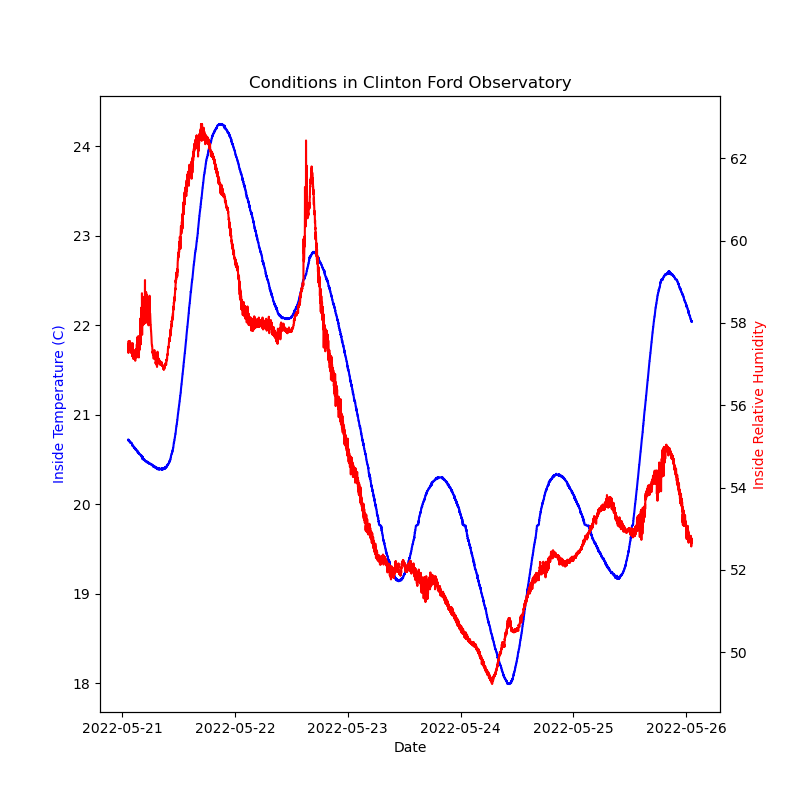 Conditions in Clinton Ford Observatory
24
23
22
21
20
19
18
Inside Temperature (C)
62
60
58
56
54
52
50
Inside Relative Humidity
2022-05-21 2022-05-22 2022-05-23 2022-05-24 2022-05-25 2022-05-26
Date